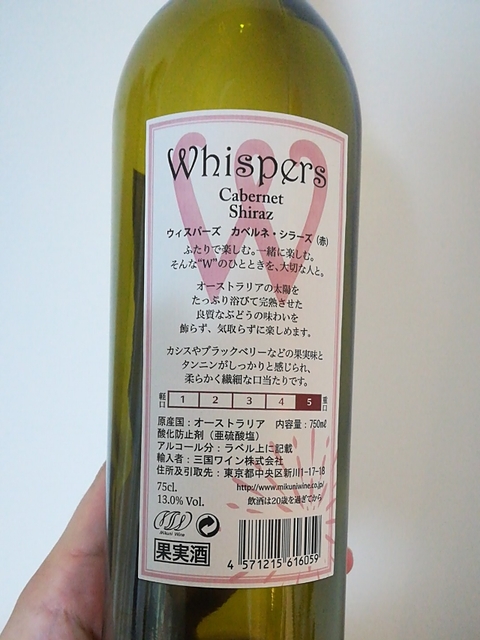 Whispers
Cabernet
Shiraz
ウィスパーズ カベルネ・シラーズ(赤)
ふたりで楽しむ。一緒に楽しむ。
そんな“W”のひとときを、大切な人と。
オーストラリアの太陽を
たっぷり浴びて完熟させた
良質なぶどうの味わいを
飾らず、気取らずに楽しめます。
カシスやブラックベリーなどの果実味と
タンニンがしっかりと感じられ、
柔らかく繊細な口当たりです。
軽口 1 2 3 4 5 重口
原産国:オーストラリア 内容量:750mℓ
酸化防止剤(亜硫酸塩)
アルコール分:ラベル上に記載
輸入者:三国ワイン株式会社
住所及引取先:東京都中央区新川1-17-18
75cl. http://www.mikuniwine.co.jp/
13.0% Vol. 飲酒は20歳を過ぎてから
Mikuni Wine
果実酒
4 571215 616059